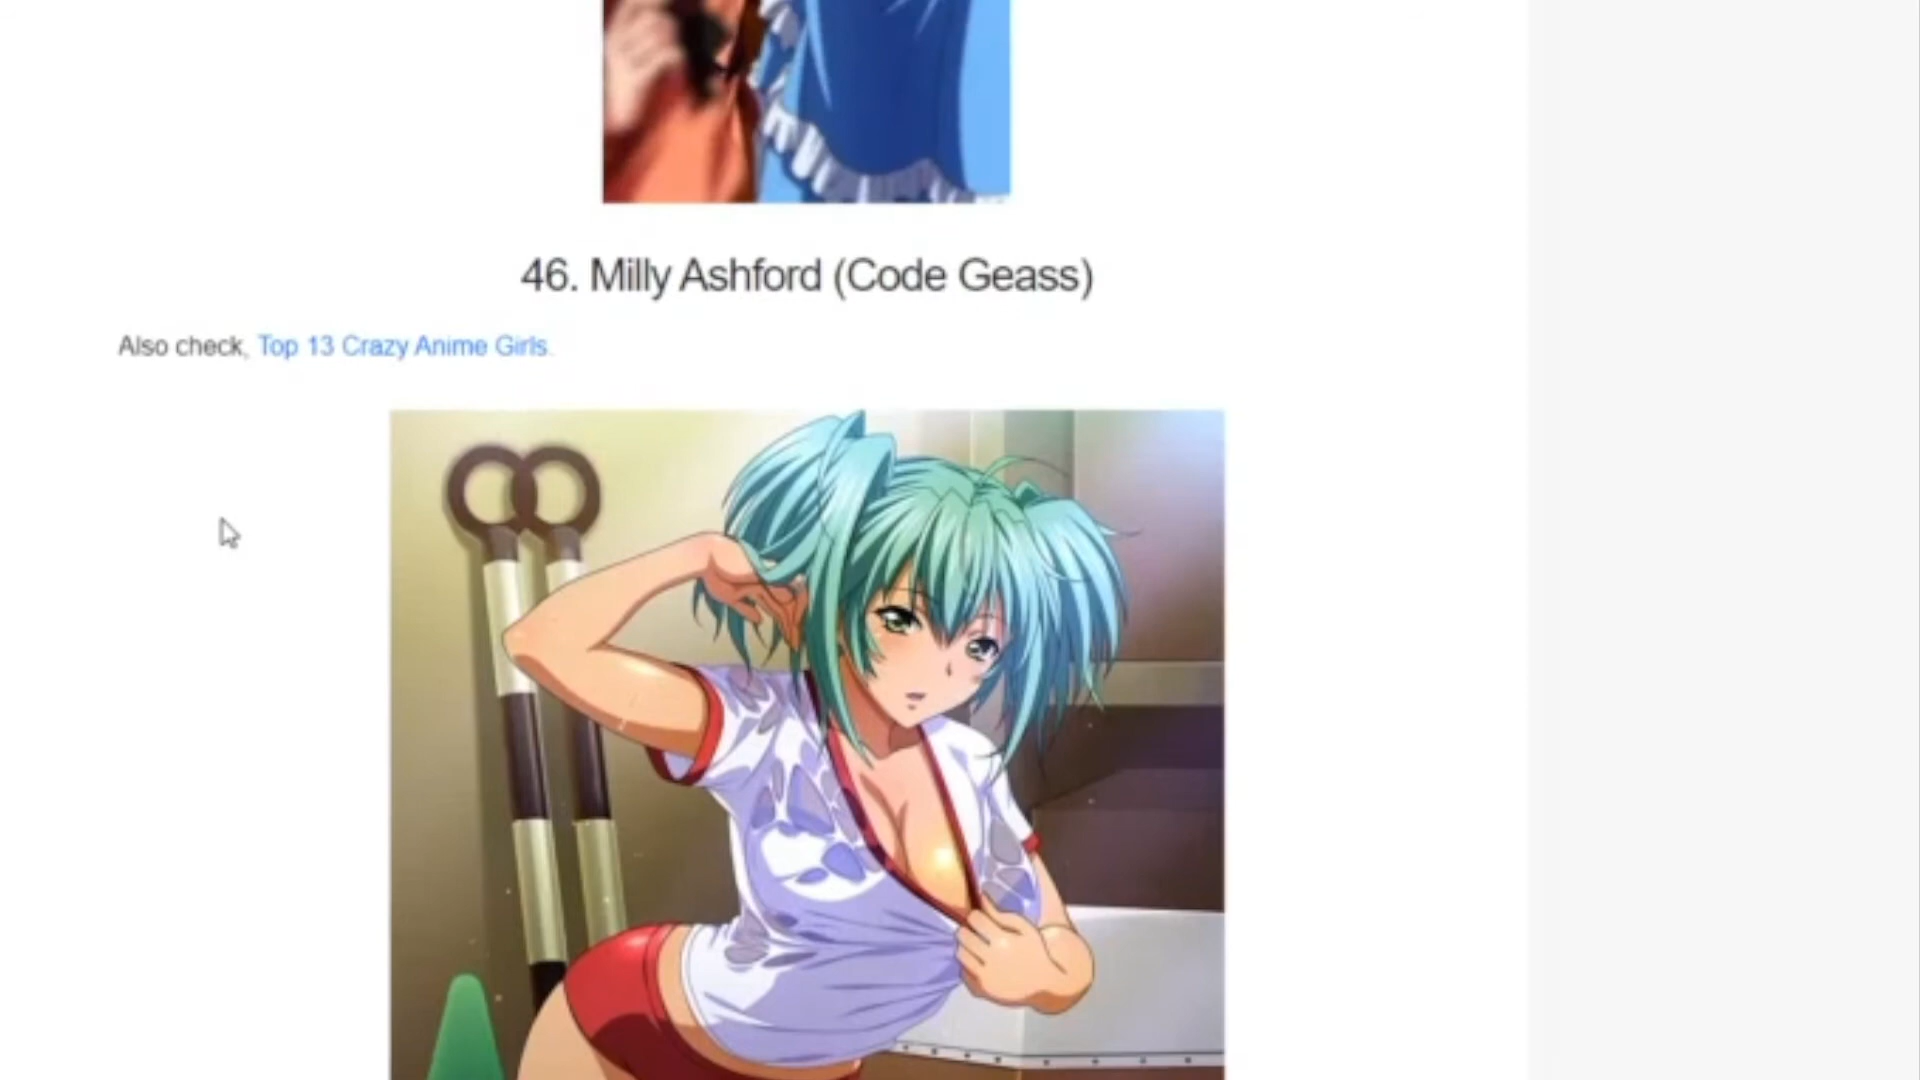 46. Milly Ashford (Code Geass)
Also check, Top 13 Crazy Anime Girls.